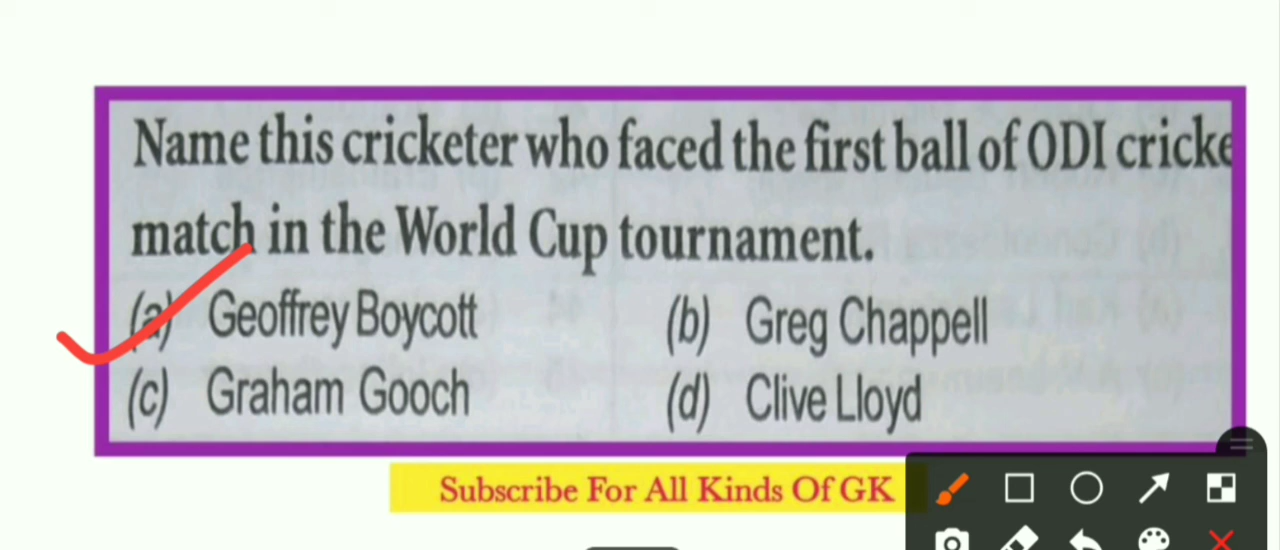 Name this cricketer who faced the first ball of ODI cricke
match in the World Cup tournament.
(a) Geoffrey Boycott (b) Greg Chappell
(c) Graham Gooch (d) Clive Lloyd
Subscribe For All Kinds Of GK